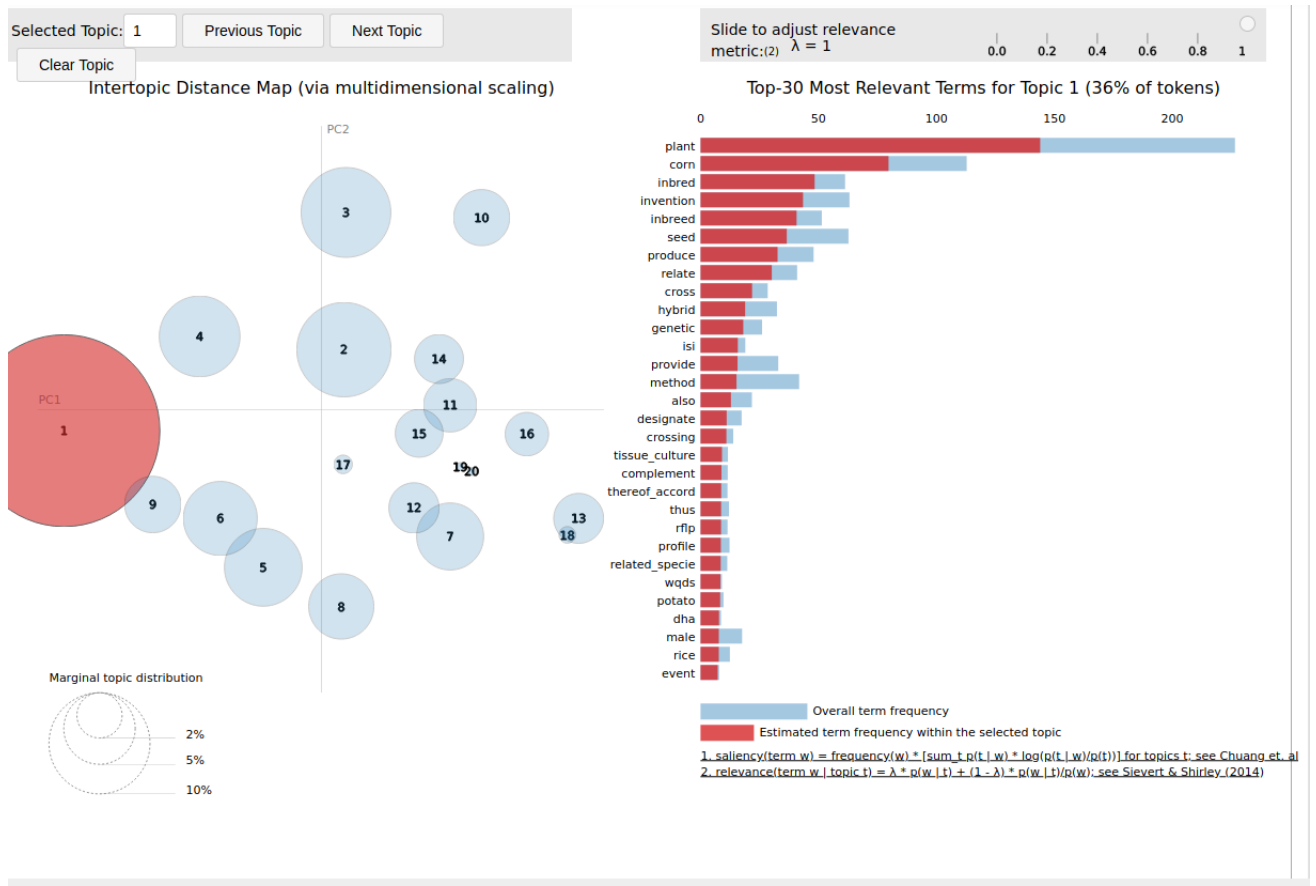 Selected Topic: 1 Previous Topic Next Topic
Clear Topic
Slide to adjust relevance
metric:(2) λ = 1
0.0 0.2 0.4 0.6 0.8 1
Intertopic Distance Map (via multidimensional scaling)
PC2
3
10
4
2
14
PC1
11
1
15
16
17
19
20
9
12
6
13
7
18
5
8
Marginal topic distribution
2%
5%
10%
Top-30 Most Relevant Terms for Topic 1 (36% of tokens)
0 50 100 150 200
plant
corn
inbred
invention
inbreed
seed
produce
relate
cross
hybrid
genetic
isi
provide
method
also
designate
crossing
tissue_culture
complement
thereof_accord
thus
rflp
profile
related_specie
wqds
potato
dha
male
rice
event
Overall term frequency
Estimated term frequency within the selected topic
1. saliency(term w) = frequency(w) * [sum_t p(t | w) * log(p(t | w)/p(t))] for topics t; see Chuang et. al
2. relevance(term w | topic t) = λ * p(w | t) + (1 - λ) * p(w | t)/p(w); see Sievert & Shirley (2014)